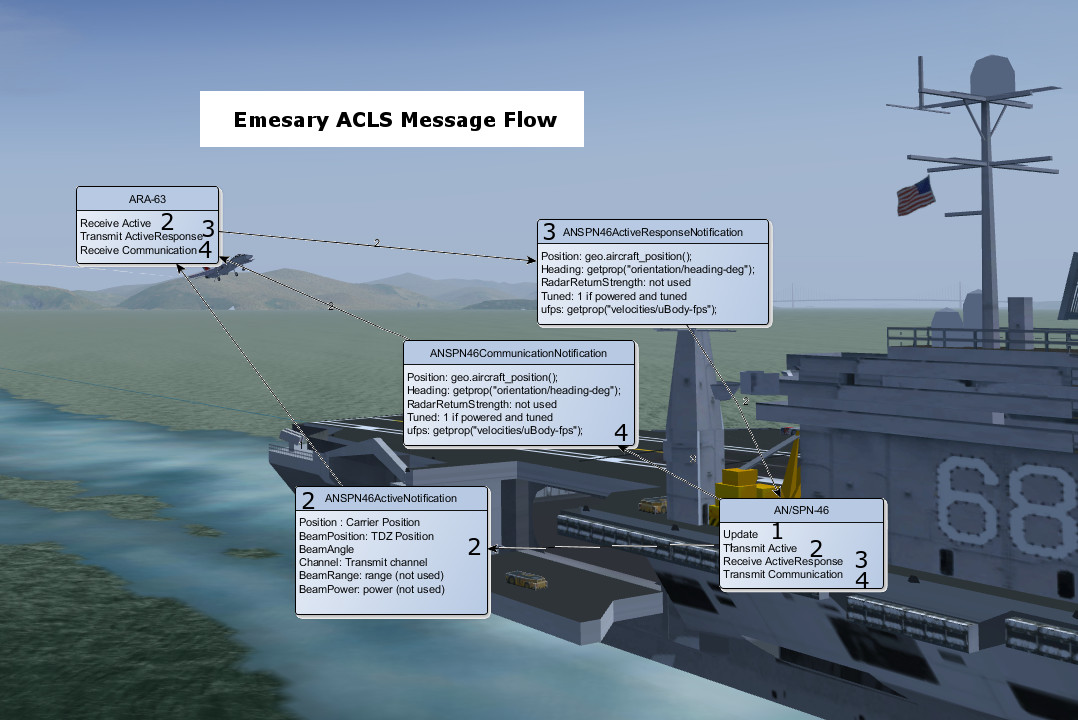 Emesary ACLS Message Flow
ARA-63
Receive Active 2
Transmit ActiveResponse 3
Receive Communication 4
2
3 ANSPN46ActiveResponseNotification
Position: geo.aircraft_position();
Heading: getprop("orientation/heading-deg");
RadarReturnStrength: not used
Tuned: 1 if powered and tuned
ufps: getprop("velocities/uBody-fps");
2
ANSPN46CommunicationNotification
Position: geo.aircraft_position();
Heading: getprop("orientation/heading-deg");
RadarReturnStrength: not used
Tuned: 1 if powered and tuned
ufps: getprop("velocities/uBody-fps");
4
2 ANSPN46ActiveNotification
Position : Carrier Position
BeamPosition: TDZ Position
BeamAngle
Channel: Transmit channel
BeamRange: range (not used)
BeamPower: power (not used)
2
AN/SPN-46
Update 1
Transmit Active 2
Receive ActiveResponse 3
Transmit Communication 4
68